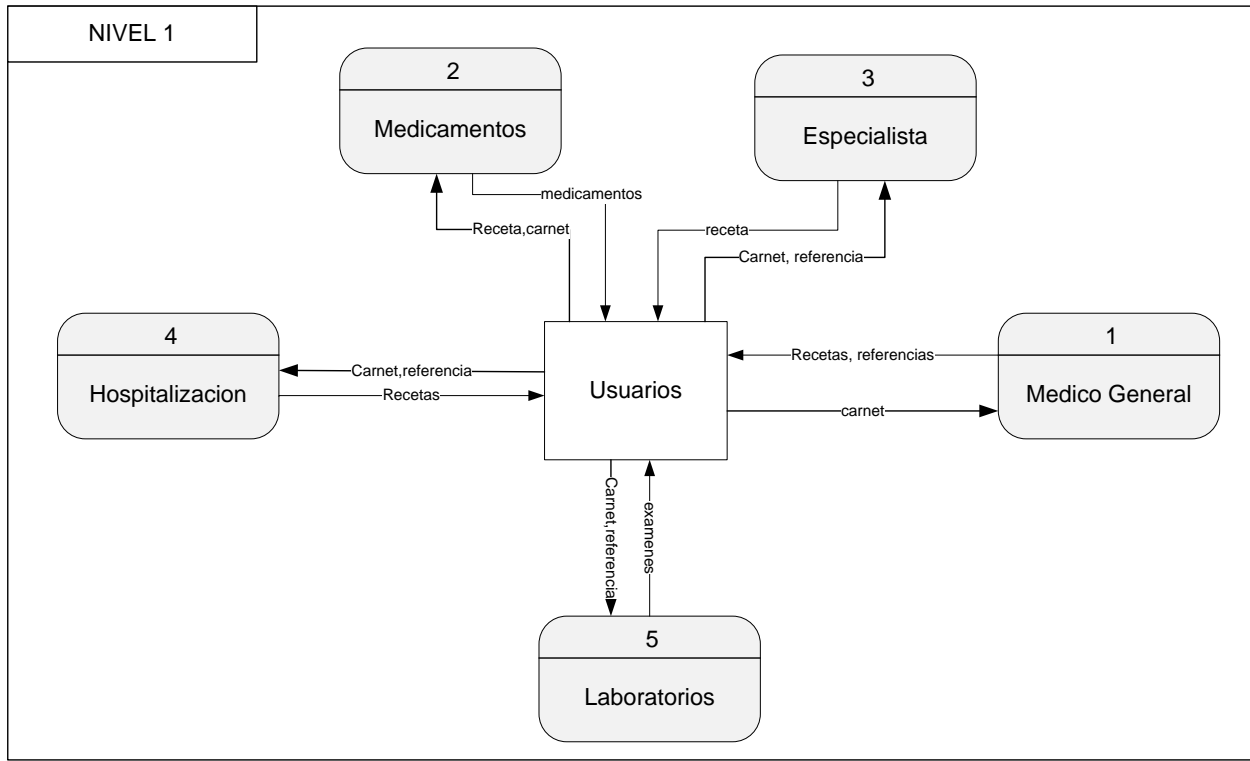 NIVEL 1
2
Medicamentos
3
Especialista
medicamentos
Receta,carnet
receta
Carnet, referencia
4
Hospitalizacion
Carnet,referencia
Recetas
Usuarios
Recetas, referencias
carnet
1
Medico General
Carnet,referencia
examenes
5
Laboratorios